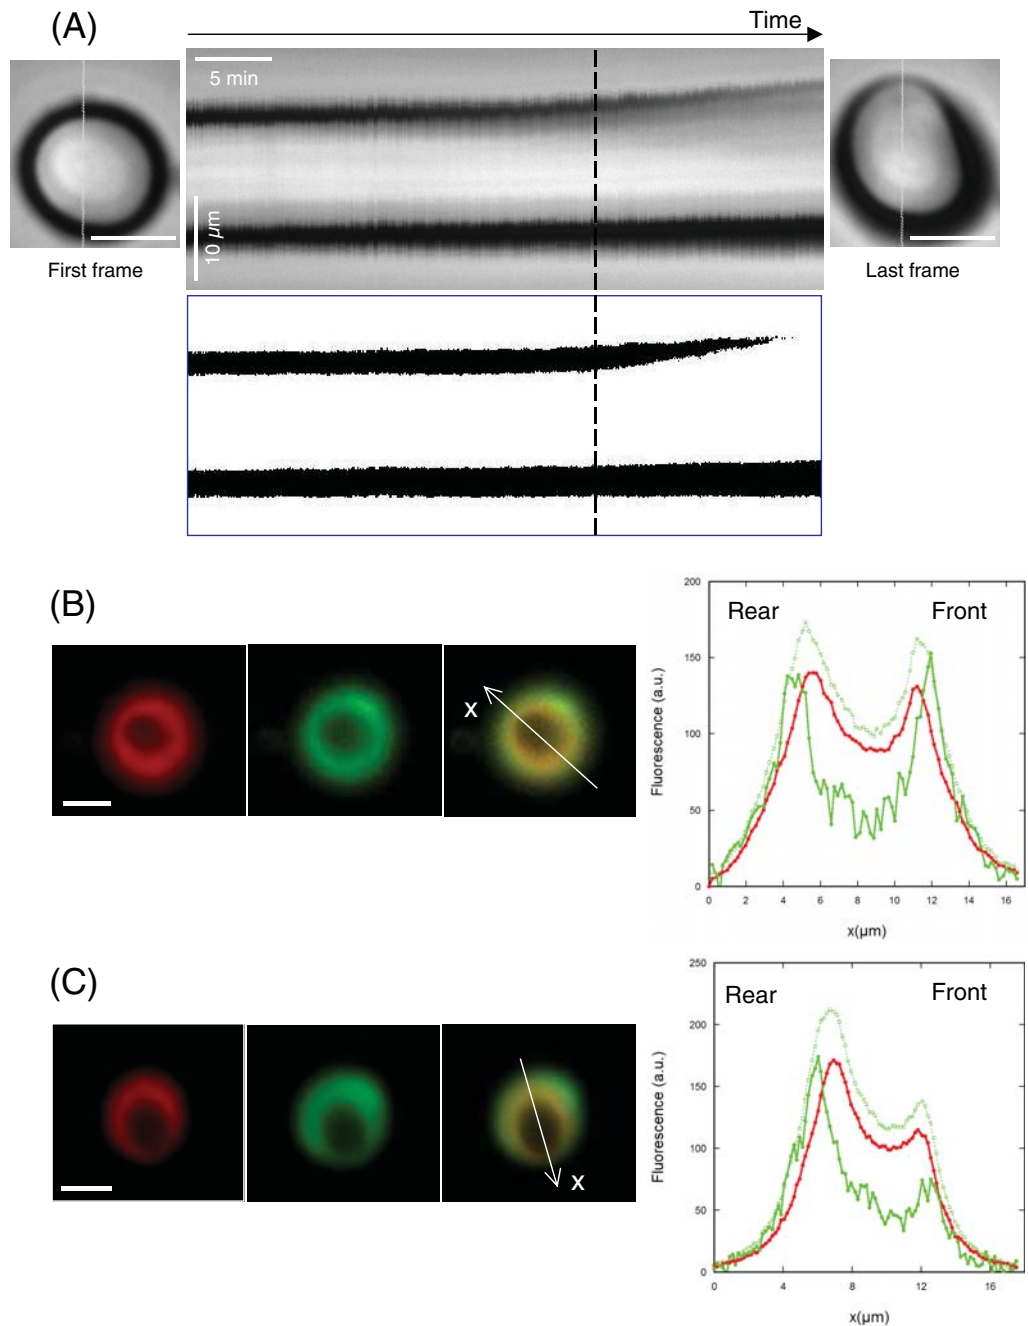 (A)
Time
5 min
10 µm
First frame
Last frame
(B)
x
200
150
100
50
0
Fluorescence (a.u.)
Rear
Front
0 2 4 6 8 10 12 14 16
x(µm)
(C)
x
250
200
150
100
50
0
Fluorescence (a.u.)
Rear
Front
0 4 8 12 16
x(µm)